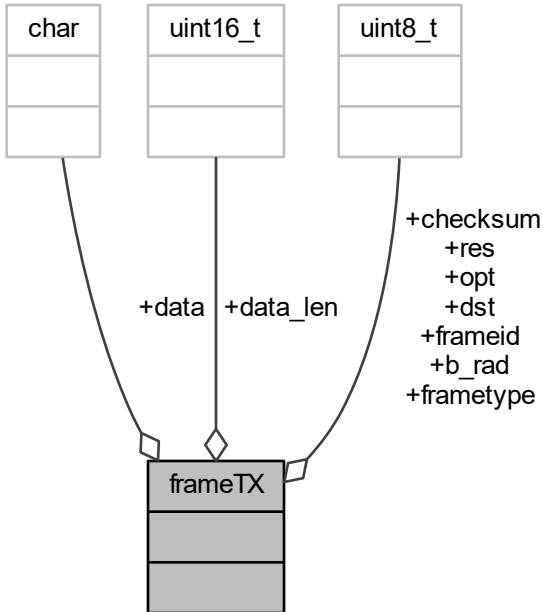 char
uint16_t
uint8_t
+checksum
+res
+opt
+dst
+frameid
+b_rad
+frametype
+data
+data_len
frameTX